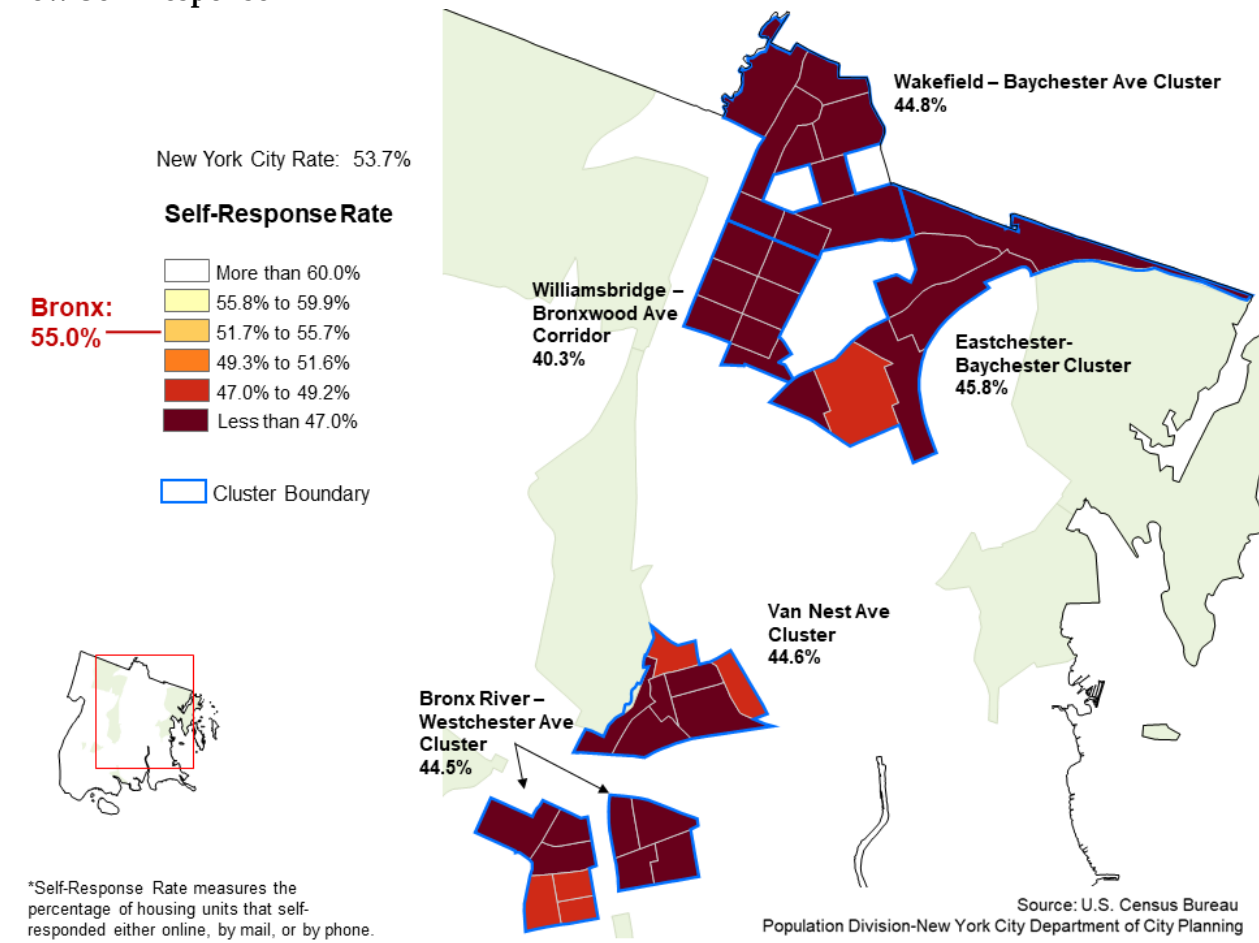 Wakefield – Baychester Ave Cluster
44.8%
New York City Rate: 53.7%
Self-Response Rate
More than 60.0%
55.8% to 59.9%
51.7% to 55.7%
49.3% to 51.6%
47.0% to 49.2%
Less than 47.0%
Bronx:
55.0%
Cluster Boundary
Williamsbridge –
Bronxwood Ave
Corridor
40.3%
Eastchester-
Baychester Cluster
45.8%
Van Nest Ave
Cluster
44.6%
Bronx River –
Westchester Ave
Cluster
44.5%
*Self-Response Rate measures the
percentage of housing units that self-
responded either online, by mail, or by phone.
Source: U.S. Census Bureau
Population Division-New York City Department of City Planning